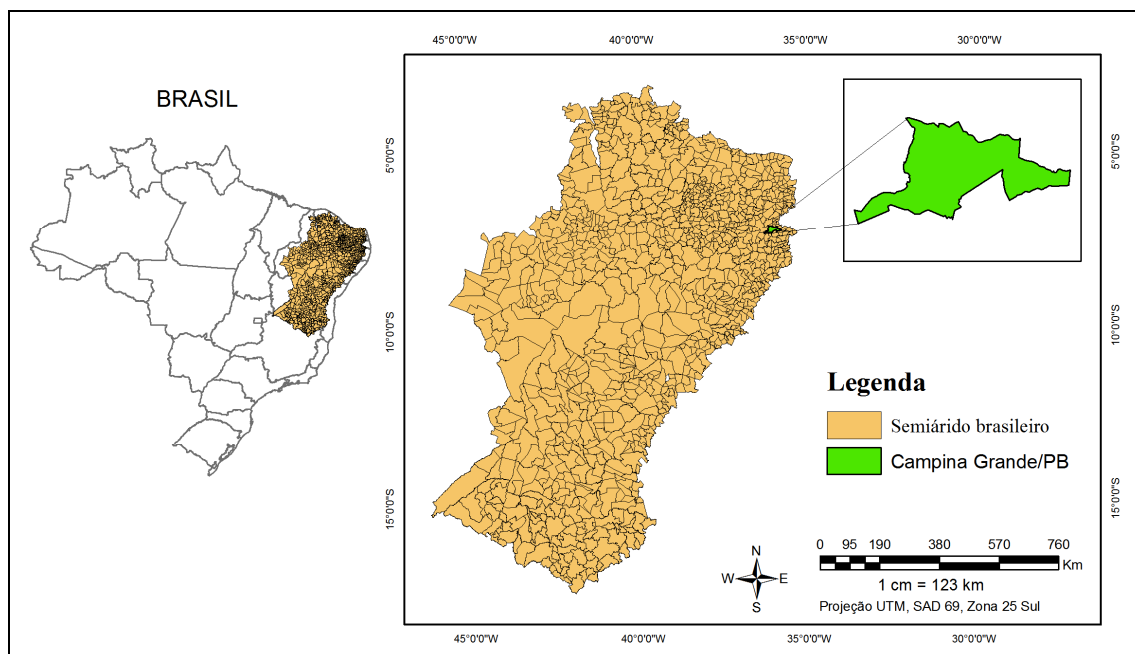 BRASIL
45°0'0"W 40°0'0"W 35°0'0"W 30°0'0"W
5°0'0"S
10°0'0"S
15°0'0"S
5°0'0"S
10°0'0"S
15°0'0"S
Legenda
Semiárido brasileiro
Campina Grande/PB
N
W E
S
0 95 190 380 570 760
Km
1 cm = 123 km
Projeção UTM, SAD 69, Zona 25 Sul
45°0'0"W 40°0'0"W 35°0'0"W 30°0'0"W